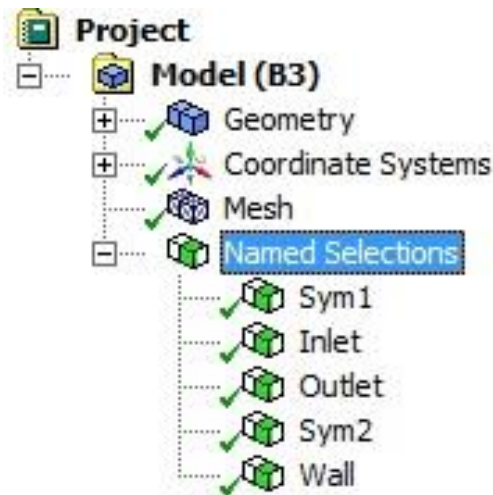 Project
Model (B3)
Geometry
Coordinate Systems
Mesh
Named Selections
Sym1
Inlet
Outlet
Sym2
Wall